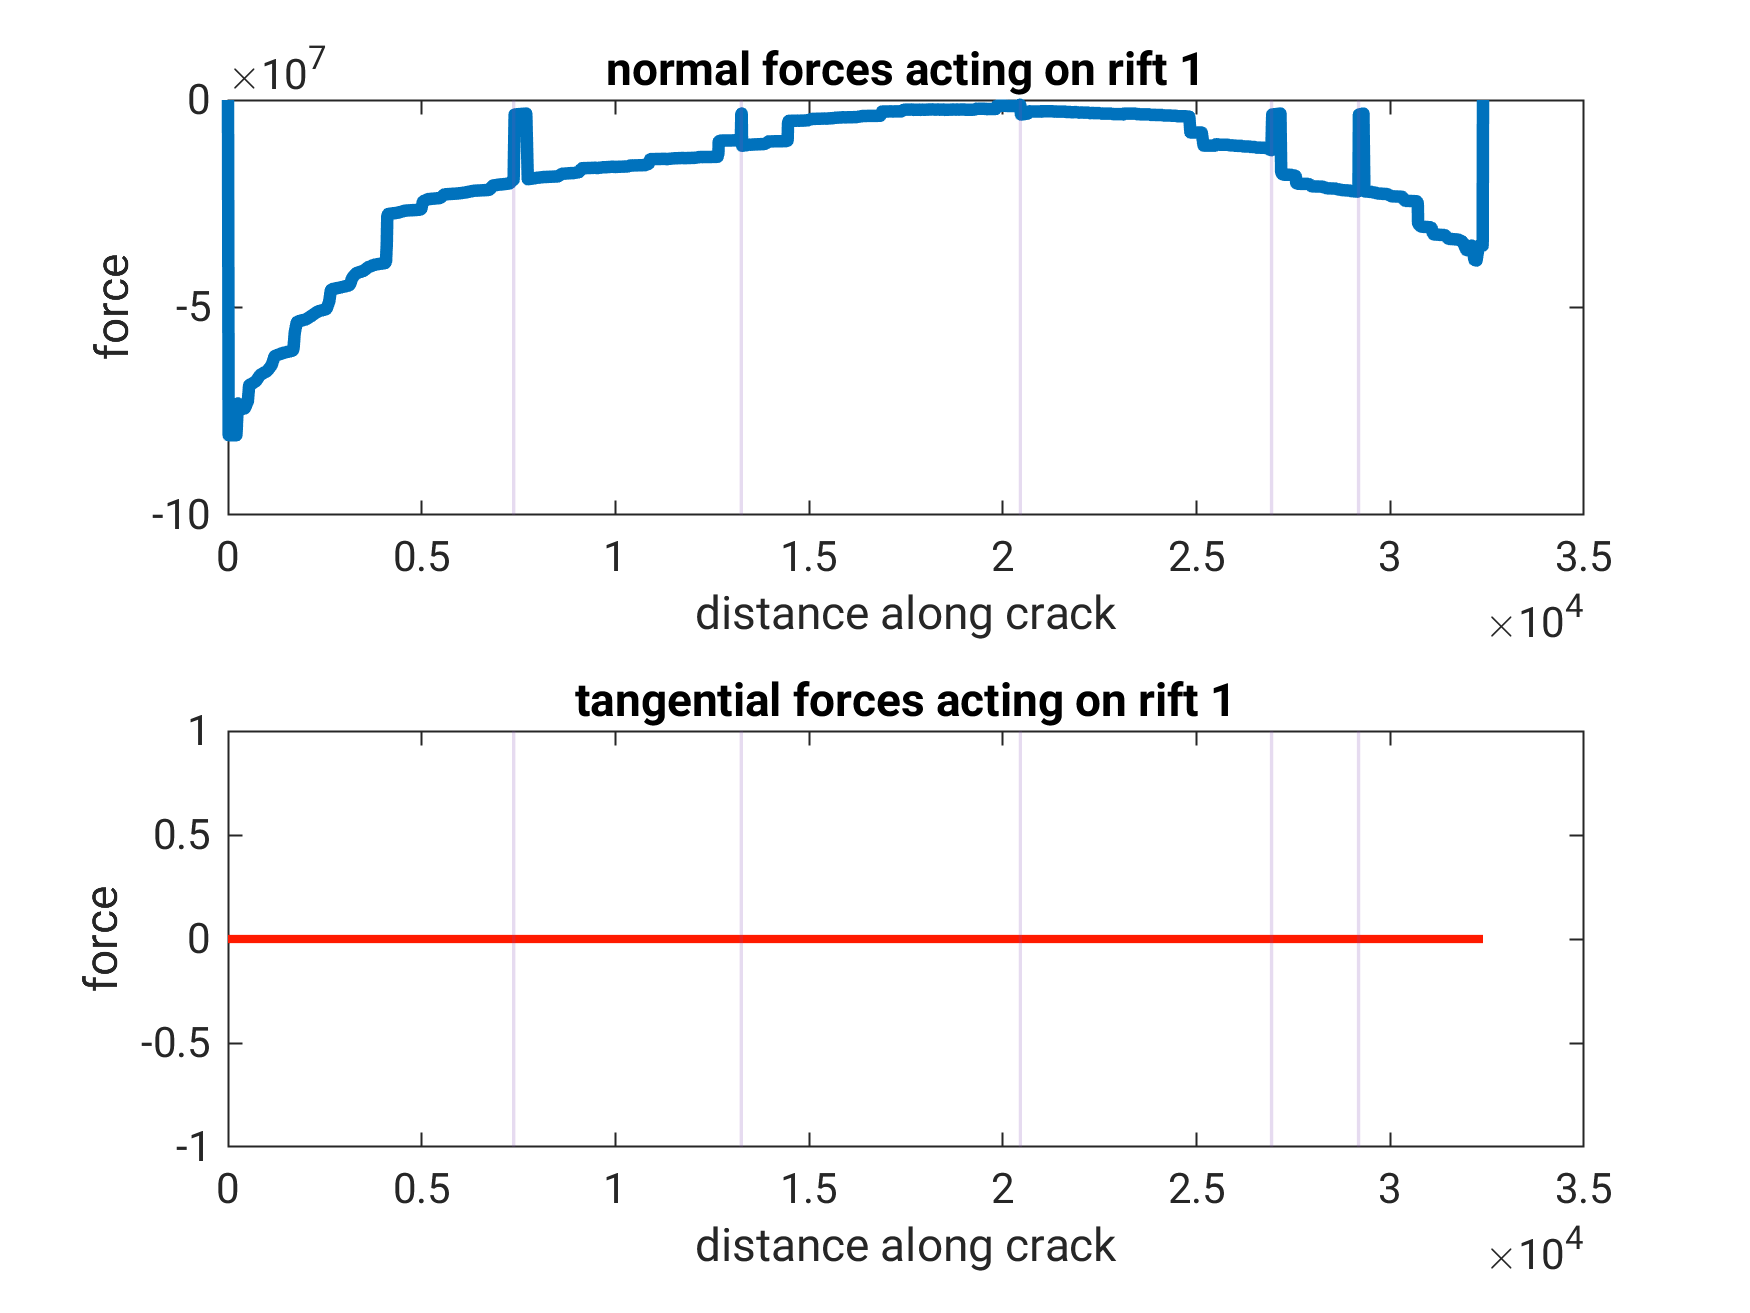 ×10^7
normal forces acting on rift 1
0
-5
-10
force
0 0.5 1 1.5 2 2.5 3 3.5
distance along crack
×10^4
tangential forces acting on rift 1
1
0.5
0
-0.5
-1
force
0 0.5 1 1.5 2 2.5 3 3.5
distance along crack
×10^4